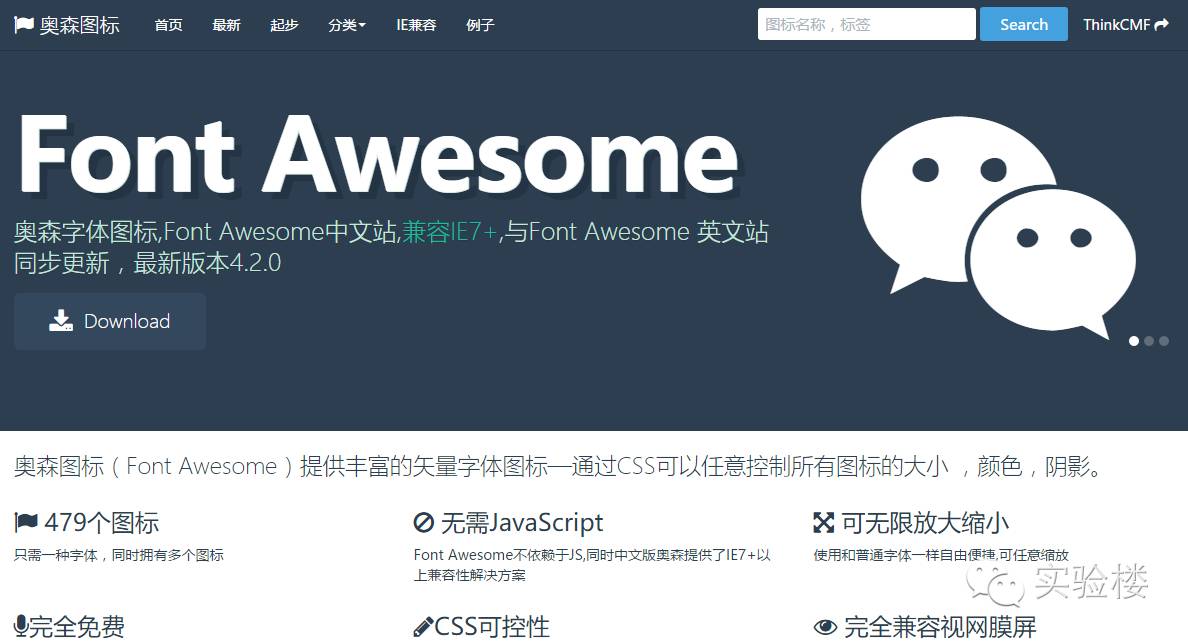 奥森图标 首页 最新 起步 分类 IE兼容 例子 图标名称，标签 Search ThinkCMF
Font Awesome
奥森字体图标,Font Awesome中文站,兼容IE7+,与Font Awesome 英文站
同步更新，最新版本4.2.0
Download
奥森图标（Font Awesome）提供丰富的矢量字体图标—通过CSS可以任意控制所有图标的大小 ，颜色，阴影。
479个图标
只需一种字体，同时拥有多个图标
无需JavaScript
Font Awesome不依赖于JS,同时中文版奥森提供了IE7+以
上兼容性解决方案
可无限放大缩小
使用和普通字体一样自由便捷,可任意缩放
实验楼
完全免费
CSS可控性
完全兼容视网膜屏